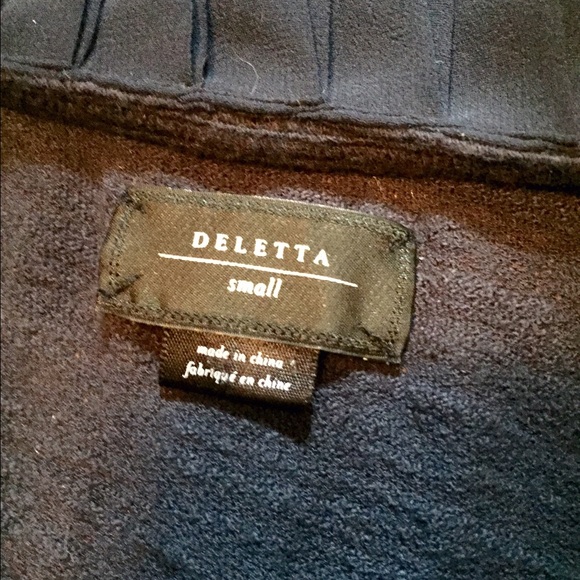 DELETTA
small
made in china
fabriqué en chine